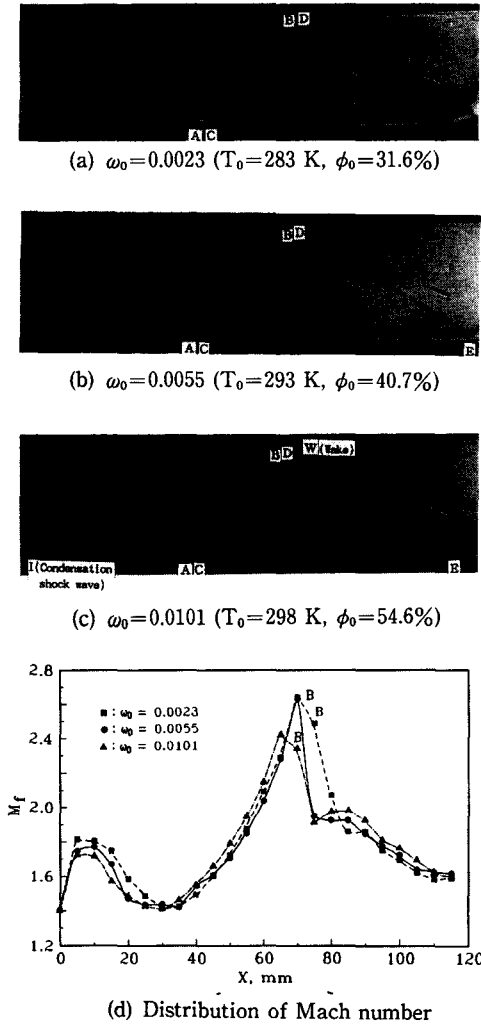 B D
A C
(a) ω₀=0.0023 (T₀=283 K, ϕ₀=31.6%)
B D
A C
E
(b) ω₀=0.0055 (T₀=293 K, ϕ₀=40.7%)
B D W(Wake)
I(Condensation
shock wave)
A C
E
(c) ω₀=0.0101 (T₀=298 K, ϕ₀=54.6%)
2.8
2.4
2.0
1.6
1.2
M_f
■ : ω₀ = 0.0023
● : ω₀ = 0.0055
▲ : ω₀ = 0.0101
B
B
B
0 20 40 60 80 100 120
X, mm
(d) Distribution of Mach number